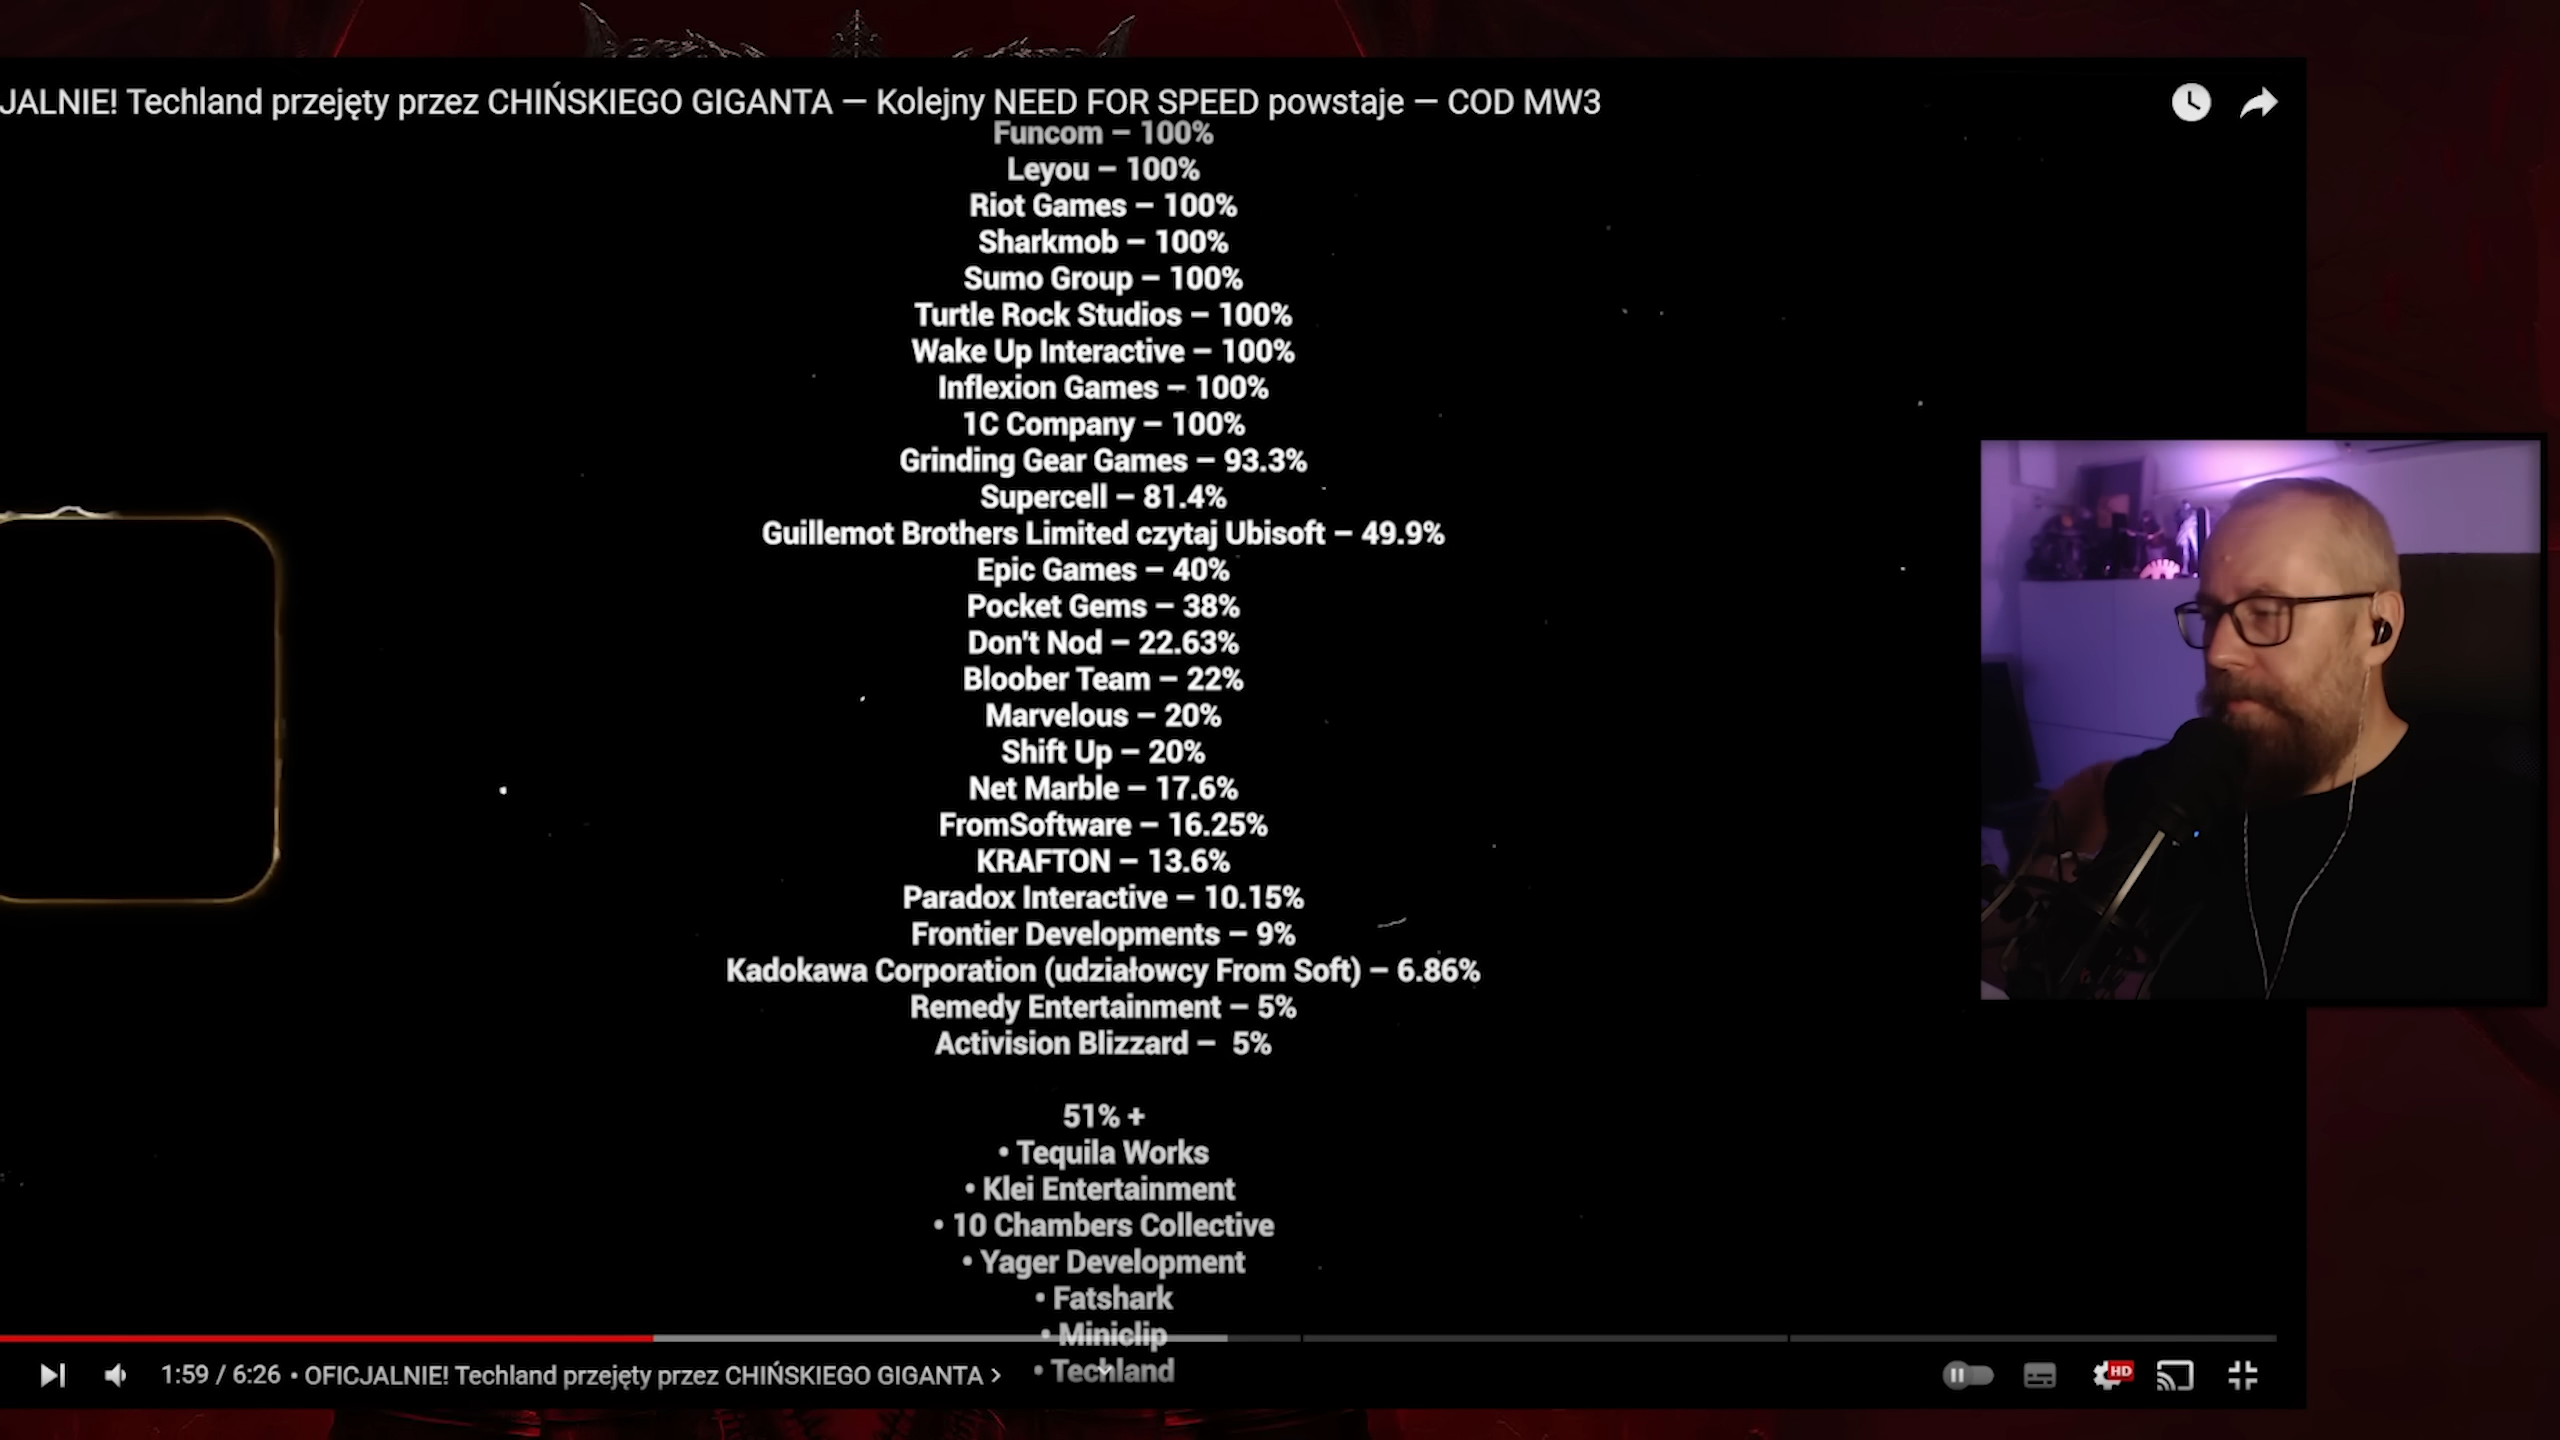 JALNIE! Techland przejęty przez CHIŃSKIEGO GIGANTA — Kolejny NEED FOR SPEED powstaje — COD MW3
Funcom – 100%
Leyou – 100%
Riot Games – 100%
Sharkmob – 100%
Sumo Group – 100%
Turtle Rock Studios – 100%
Wake Up Interactive – 100%
Inflexion Games – 100%
1C Company – 100%
Grinding Gear Games – 93.3%
Supercell – 81.4%
Guillemot Brothers Limited czytaj Ubisoft – 49.9%
Epic Games – 40%
Pocket Gems – 38%
Don't Nod – 22.63%
Bloober Team – 22%
Marvelous – 20%
Shift Up – 20%
Net Marble – 17.6%
FromSoftware – 16.25%
KRAFTON – 13.6%
Paradox Interactive – 10.15%
Frontier Developments – 9%
Kadokawa Corporation (udziałowcy From Soft) – 6.86%
Remedy Entertainment – 5%
Activision Blizzard – 5%
51% +
• Tequila Works
• Klei Entertainment
• 10 Chambers Collective
• Yager Development
• Fatshark
• Miniclip
• Techland
1:59 / 6:26 • OFICJALNIE! Techland przejęty przez CHIŃSKIEGO GIGANTA >
HD